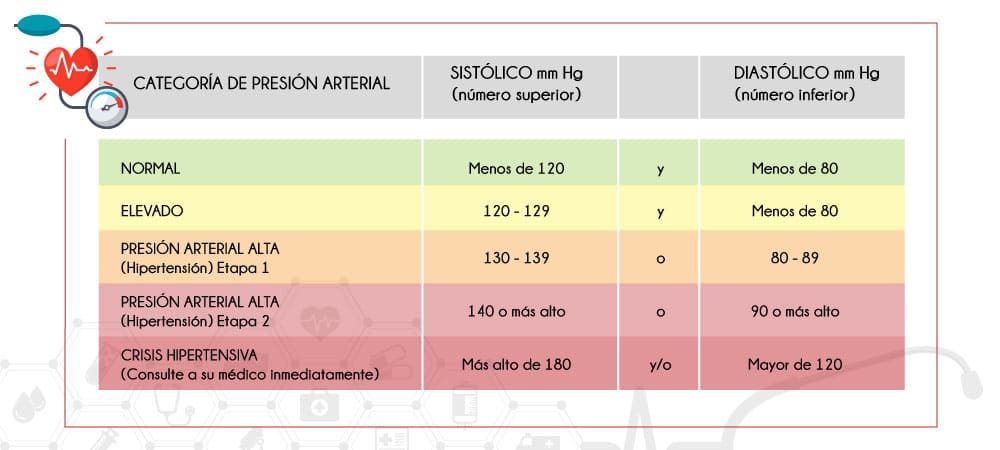 CATEGORÍA DE PRESIÓN ARTERIAL
SISTÓLICO mm Hg
(número superior)
DIASTÓLICO mm Hg
(número inferior)
NORMAL
Menos de 120
y
Menos de 80
ELEVADO
120 - 129
y
Menos de 80
PRESIÓN ARTERIAL ALTA
(Hipertensión) Etapa 1
130 - 139
o
80 - 89
PRESIÓN ARTERIAL ALTA
(Hipertensión) Etapa 2
140 o más alto
o
90 o más alto
CRISIS HIPERTENSIVA
(Consulte a su médico inmediatamente)
Más alto de 180
y/o
Mayor de 120